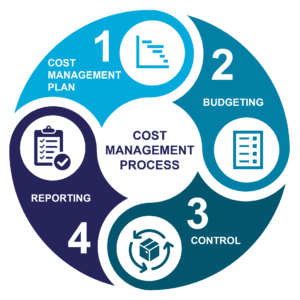 1
COST
MANAGEMENT
PLAN
2
BUDGETING
COST
MANAGEMENT
PROCESS
3
CONTROL
REPORTING
4